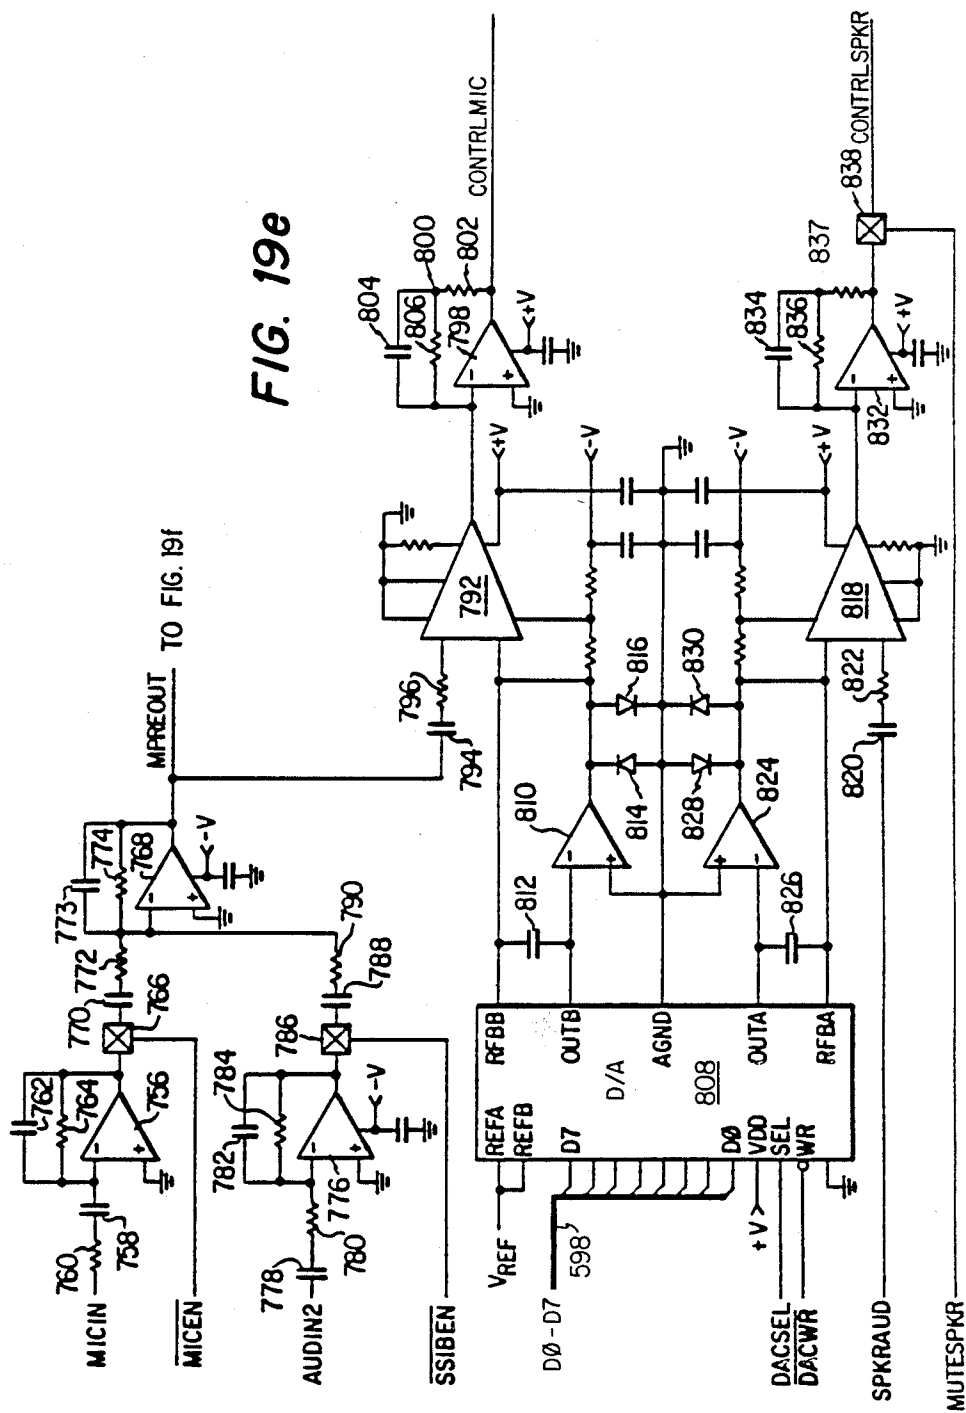 FIG. 19e
MICIN
760
758
762
764
756
MICEN
766
770
772
773
774
768
-V
MPREOUT
TO FIG. 19f
AUDIN2
778
780
782
784
776
-V
SSIBEN
786
788
790
794
796
792
+V
-V
804
800
806
802
798
+V
CONTRLMIC
VREF
REFA
REFB
RFBB
OUTB
AGND
OUTA
RFBA
D/A
808
D7
DØ
VDD
SEL
WR
DØ-D7
598
+V
DACSEL
DACWR
812
810
814
816
828
830
824
826
-V
+V
818
820
822
SPKRAUD
834
836
832
837
+V
838
CONTRLSPKR
MUTESPKR